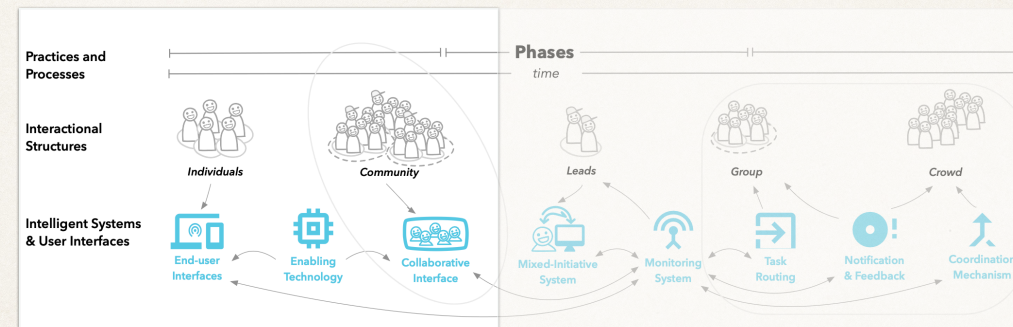 Practices and
Processes
Phases
time
Interactional
Structures
Individuals
Community
Leads
Group
Crowd
Intelligent Systems
& User Interfaces
End-user
Interfaces
Enabling
Technology
Collaborative
Interface
Mixed-Initiative
System
Monitoring
System
Task
Routing
Notification
& Feedback
Coordination
Mechanism